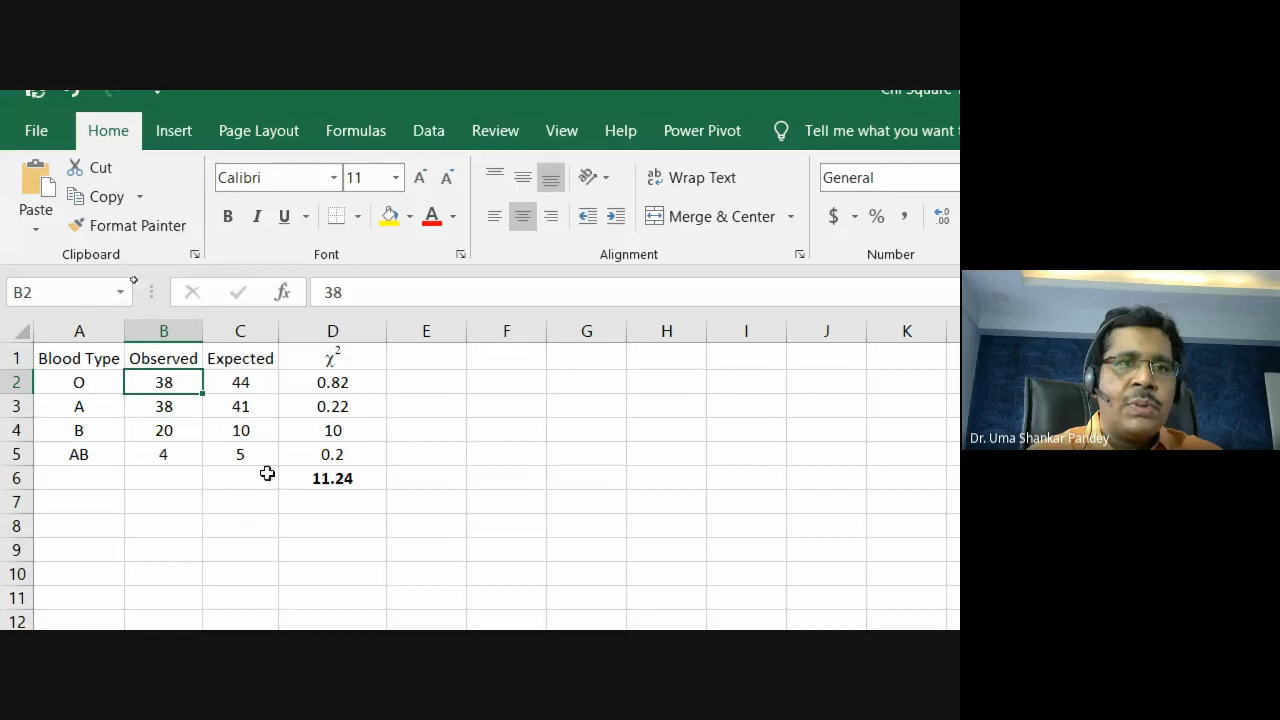 Chi Square
File Home Insert Page Layout Formulas Data Review View Help Power Pivot Tell me what you want
Cut
Copy
Format Painter
Paste
Clipboard
Calibri 11 A A
B I U A
Font
Wrap Text
Merge & Center
Alignment
General
$ % ,
Number
B2 fx 38
A B C D E F G H I J K
1 Blood Type Observed Expected χ2
2 O 38 44 0.82
3 A 38 41 0.22
4 B 20 10 10
5 AB 4 5 0.2
6 11.24
7
8
9
10
11
12
Dr. Uma Shankar Pandey